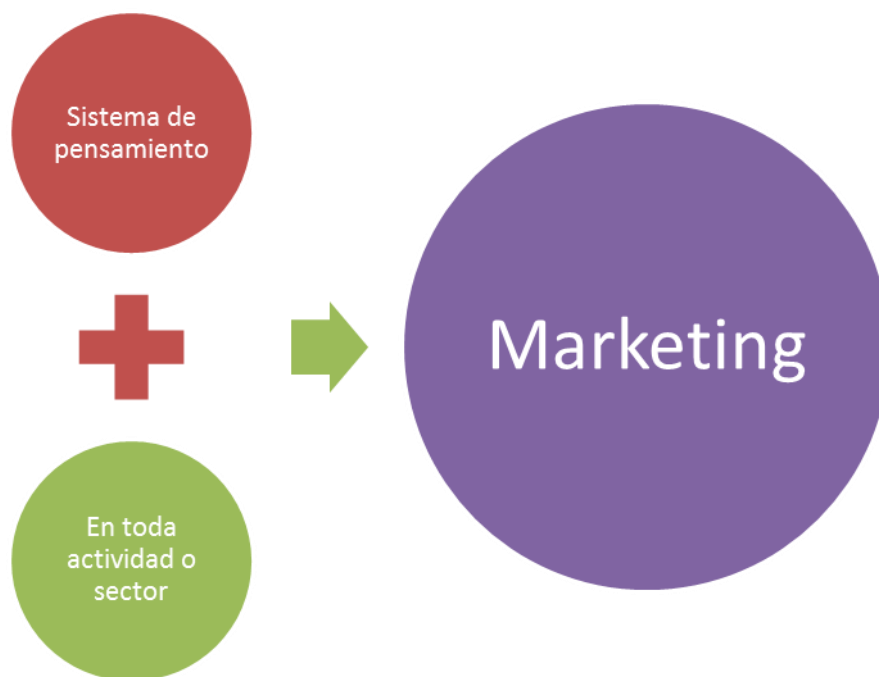 Sistema de
pensamiento
En toda
actividad o
sector
Marketing